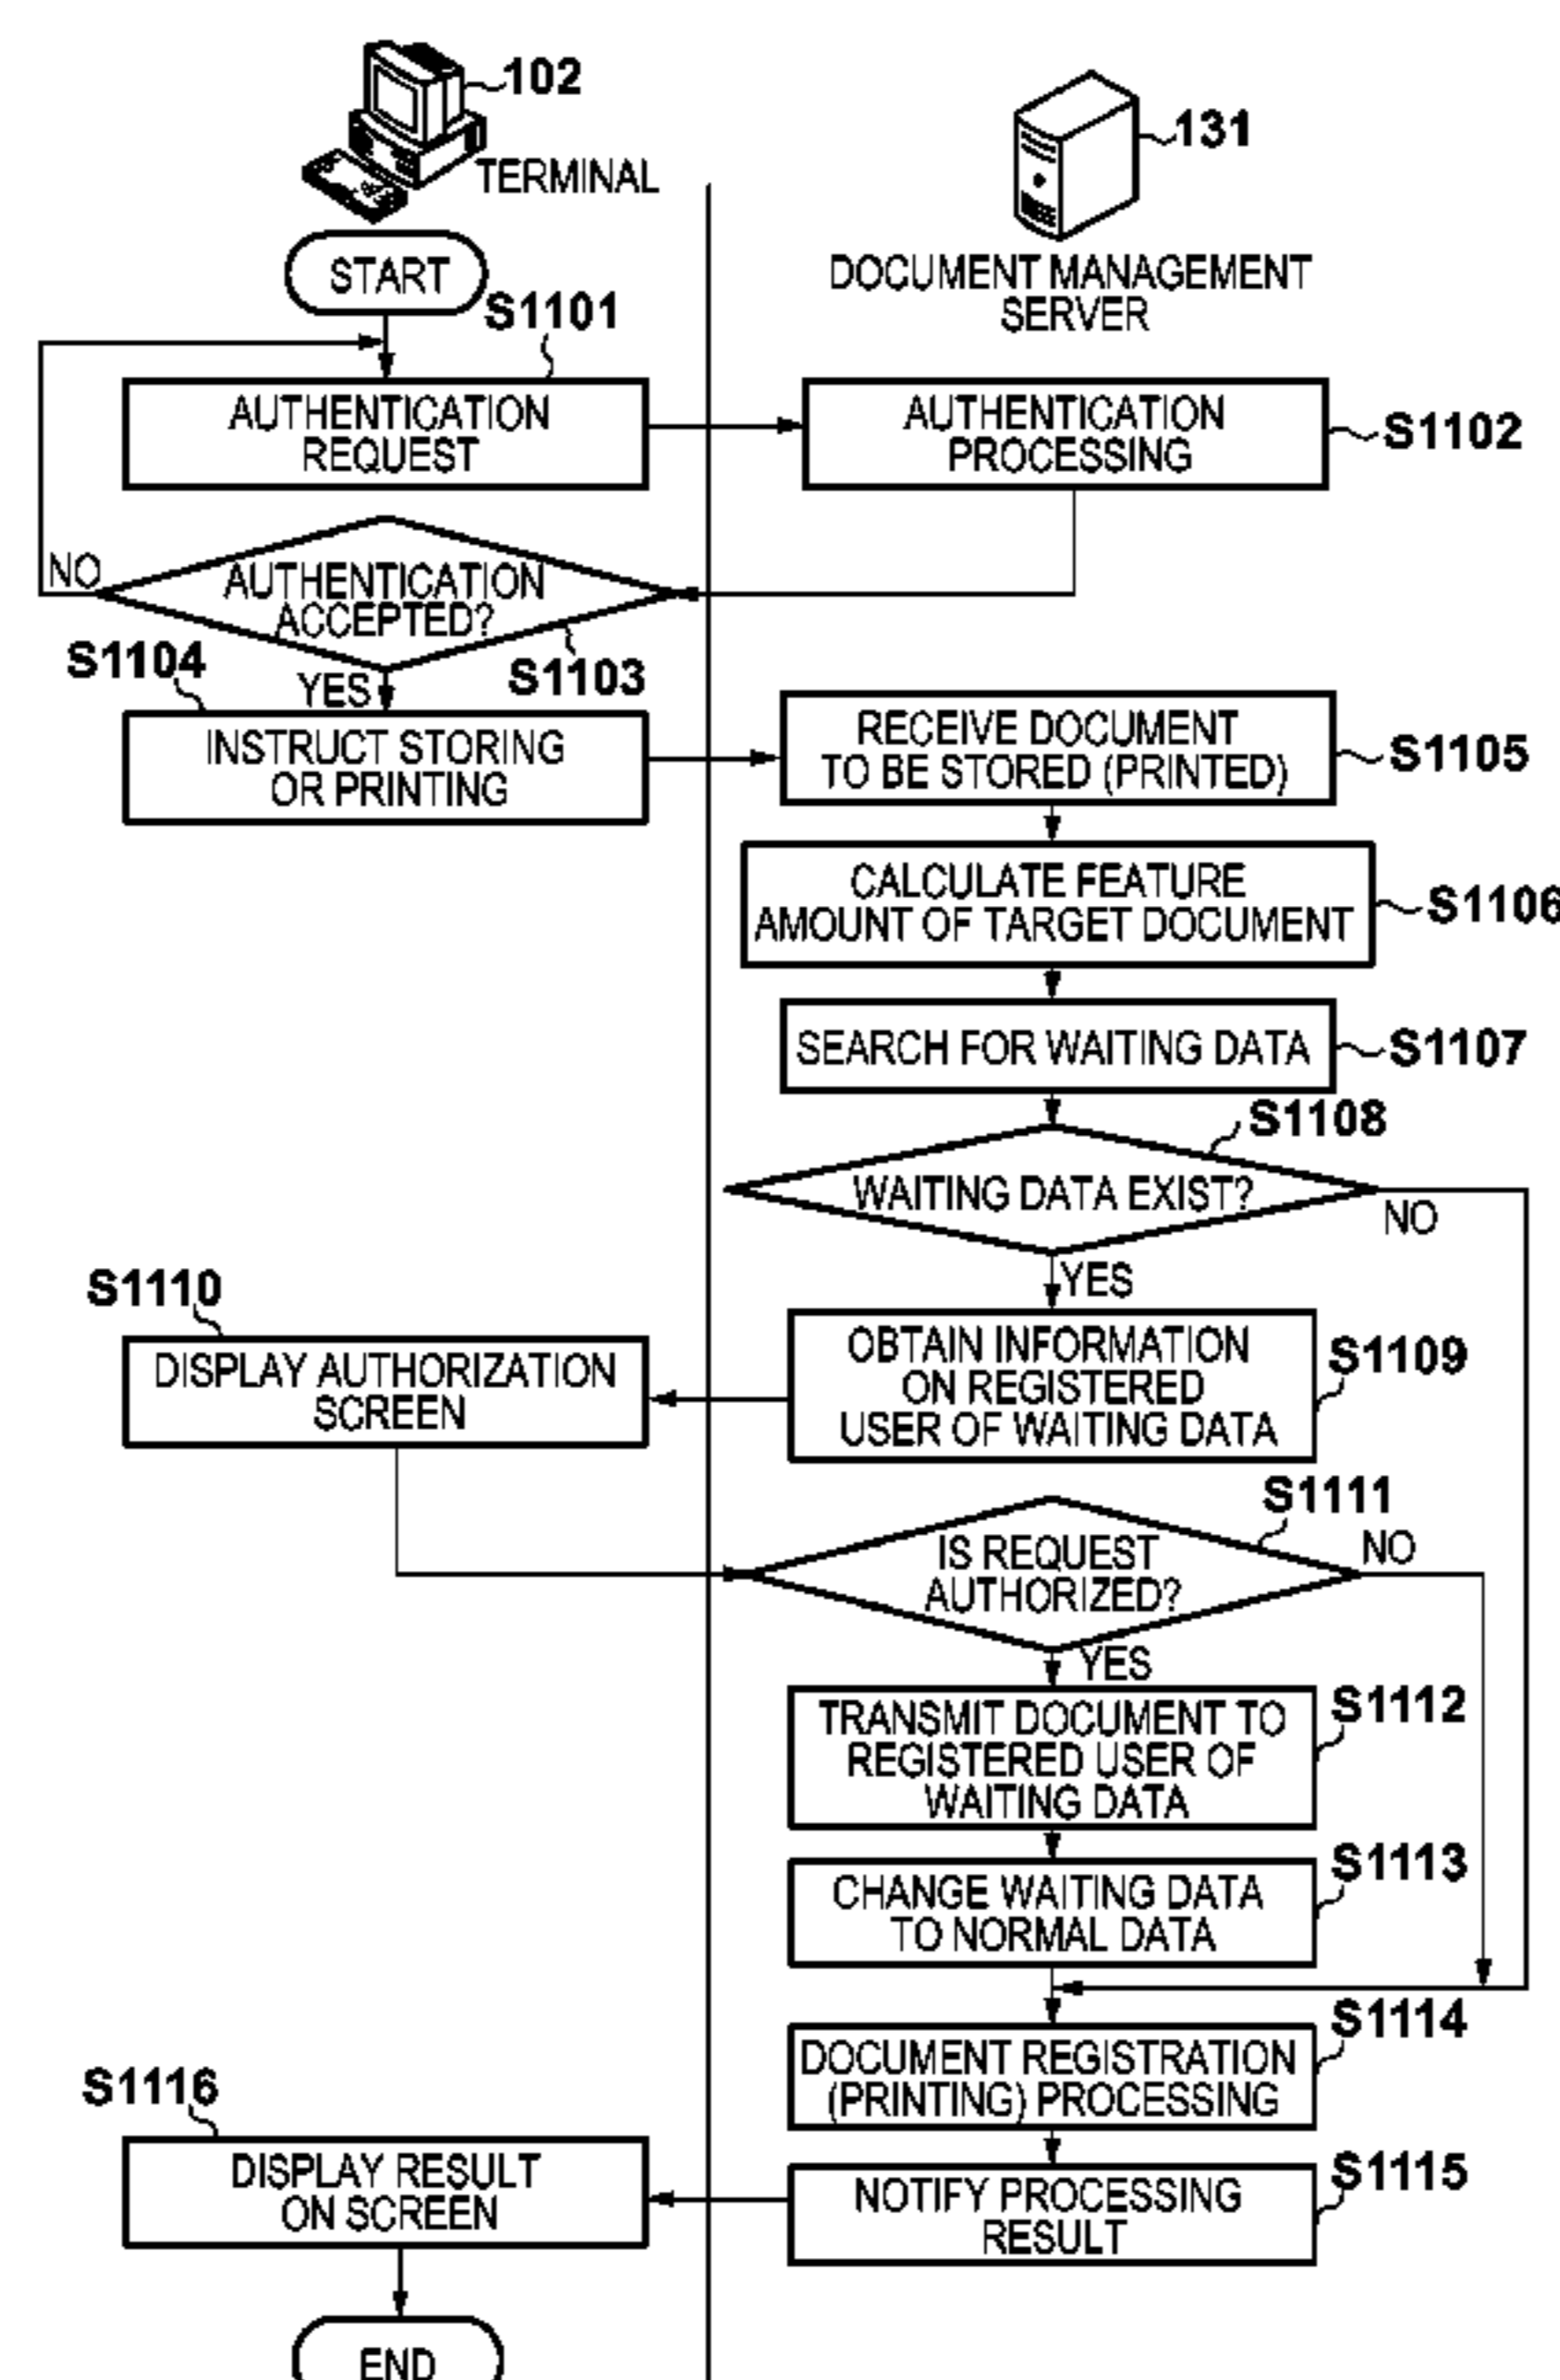 102
TERMINAL
131
DOCUMENT MANAGEMENT
SERVER
START
S1101
AUTHENTICATION
REQUEST
AUTHENTICATION
PROCESSING
S1102
NO
AUTHENTICATION
ACCEPTED?
S1103
YES
S1104
INSTRUCT STORING
OR PRINTING
RECEIVE DOCUMENT
TO BE STORED (PRINTED)
S1105
CALCULATE FEATURE
AMOUNT OF TARGET DOCUMENT
S1106
SEARCH FOR WAITING DATA
S1107
S1108
WAITING DATA EXIST?
NO
YES
OBTAIN INFORMATION
ON REGISTERED
USER OF WAITING DATA
S1109
S1110
DISPLAY AUTHORIZATION
SCREEN
S1111
IS REQUEST
AUTHORIZED?
NO
YES
TRANSMIT DOCUMENT TO
REGISTERED USER OF
WAITING DATA
S1112
CHANGE WAITING DATA
TO NORMAL DATA
S1113
S1114
DOCUMENT REGISTRATION
(PRINTING) PROCESSING
NOTIFY PROCESSING
RESULT
S1115
S1116
DISPLAY RESULT
ON SCREEN
END